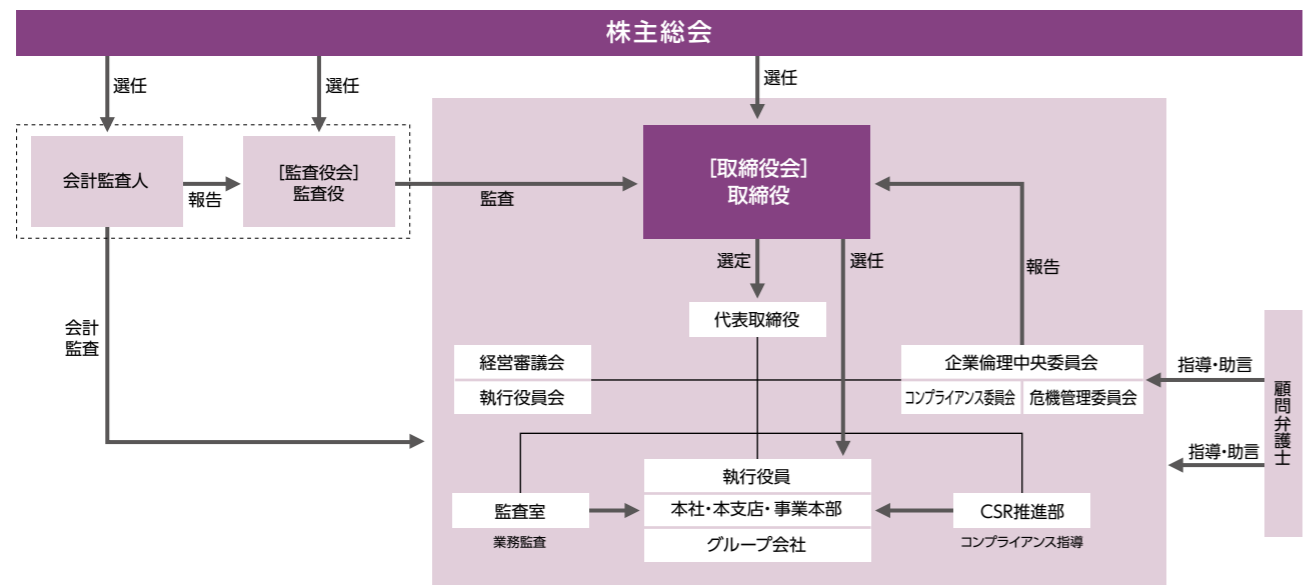 株主総会
選任
選任
選任
会計監査人
報告
[監査役会]
監査役
監査
[取締役会]
取締役
選定
選任
報告
代表取締役
会計
監査
経営審議会
執行役員会
企業倫理中央委員会
コンプライアンス委員会
危機管理委員会
指導・助言
指導・助言
顧問弁護士
執行役員
本社・本支店・事業本部
グループ会社
監査室
業務監査
CSR推進部
コンプライアンス指導